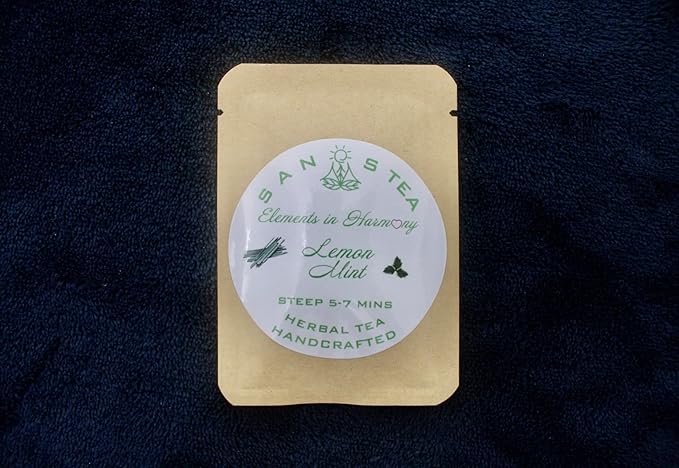 SAN STEA
Elements in Harmony
Lemon
Mint
STEEP 5-7 MINS
HERBAL TEA
HANDCRAFTED